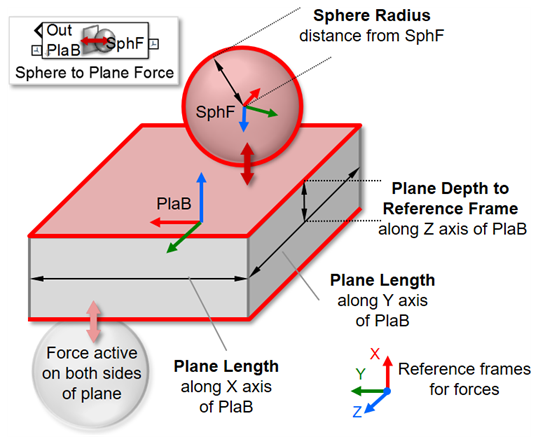 Out
PlaB
SphF
Sphere to Plane Force
Sphere Radius
distance from SphF
SphF
PlaB
Plane Depth to
Reference Frame
along Z axis of PlaB
Plane Length
along Y axis
of PlaB
Force active
on both sides
of plane
Plane Length
along X axis
of PlaB
X
Y
Z
Reference frames
for forces